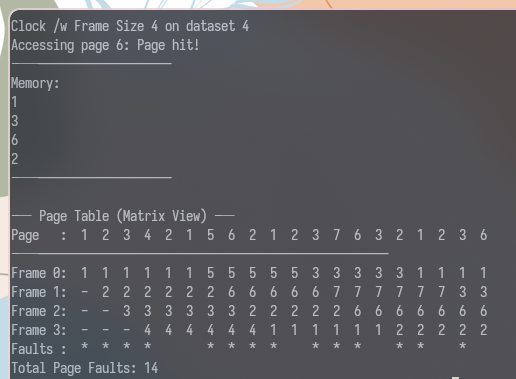 Clock /w Frame Size 4 on dataset 4
Accessing page 6: Page hit!
Memory:
1
3
6
2
── Page Table (Matrix View) ──
Page   :  1  2  3  4  2  1  5  6  2  1  2  3  7  6  3  2  1  2  3  6
Frame 0:  1  1  1  1  1  1  5  5  5  5  5  3  3  3  3  3  1  1  1  1
Frame 1:  -  2  2  2  2  2  2  6  6  6  6  6  7  7  7  7  7  7  3  3
Frame 2:  -  -  3  3  3  3  3  3  2  2  2  2  2  6  6  6  6  6  6  6
Frame 3:  -  -  -  4  4  4  4  4  4  1  1  1  1  1  1  2  2  2  2  2
Faults :  *  *  *  *        *  *  *  *     *  *  *     *  *     *
Total Page Faults: 14